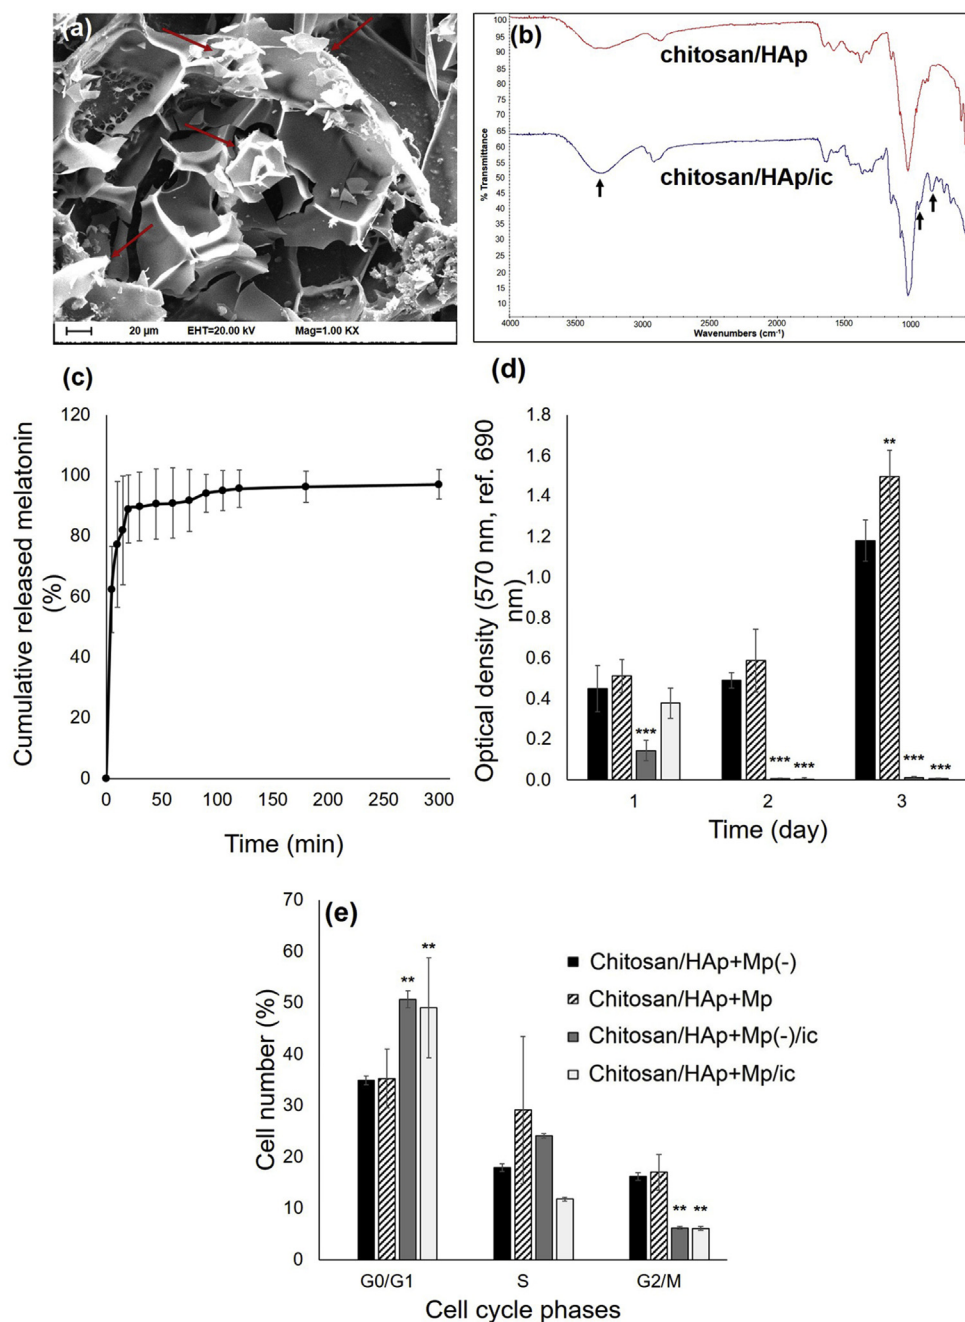 (a)
20 µm EHT=20.00 kV Mag=1.00 KX
(b)
chitosan/HAp
chitosan/HAp/ic
% Transmittance
100
95
90
85
80
75
70
65
60
55
50
45
40
35
30
25
20
15
10
4000 3500 3000 2500 2000 1500 1000
Wavenumbers (cm-1)
(c)
Cumulative released melatonin
(%)
120
100
80
60
40
20
0
0 50 100 150 200 250 300
Time (min)
(d)
Optical density (570 nm, ref. 690
nm)
1.8
1.6
1.4
1.2
1.0
0.8
0.6
0.4
0.2
0.0
**
***
*** ***
*** ***
1 2 3
Time (day)
(e)
Cell number (%)
70
60
50
40
30
20
10
0
** **
** **
G0/G1 S G2/M
Cell cycle phases
Chitosan/HAp+Mp(-)
Chitosan/HAp+Mp
Chitosan/HAp+Mp(-)/ic
Chitosan/HAp+Mp/ic